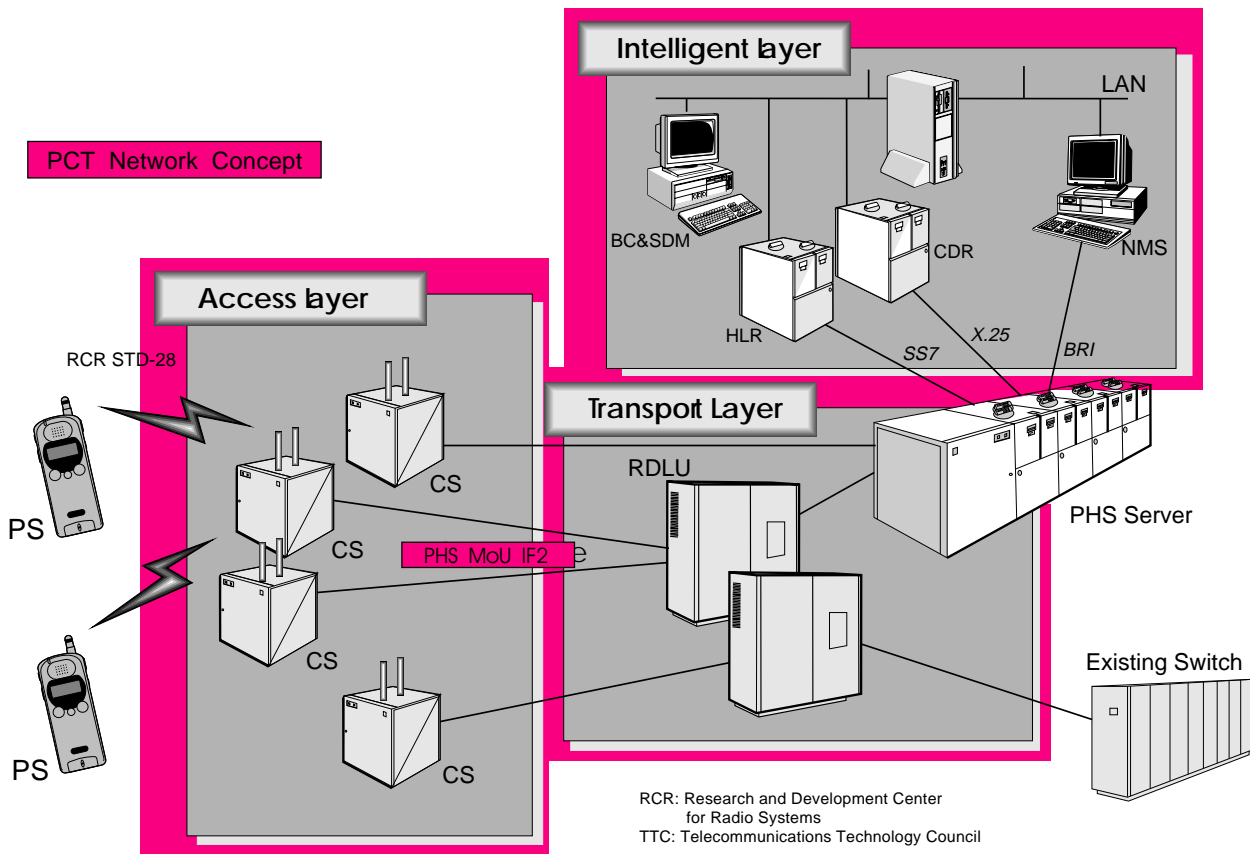 Intelligent layer
LAN
PCT Network Concept
BC&SDM
CDR
NMS
HLR
SS7
X.25
BRI
Access layer
RCR STD-28
Transport Layer
CS
RDLU
PS
CS
PHS MoU IF2 e
PHS Server
CS
Existing Switch
PS
CS
RCR: Research and Development Center
for Radio Systems
TTC: Telecommunications Technology Council